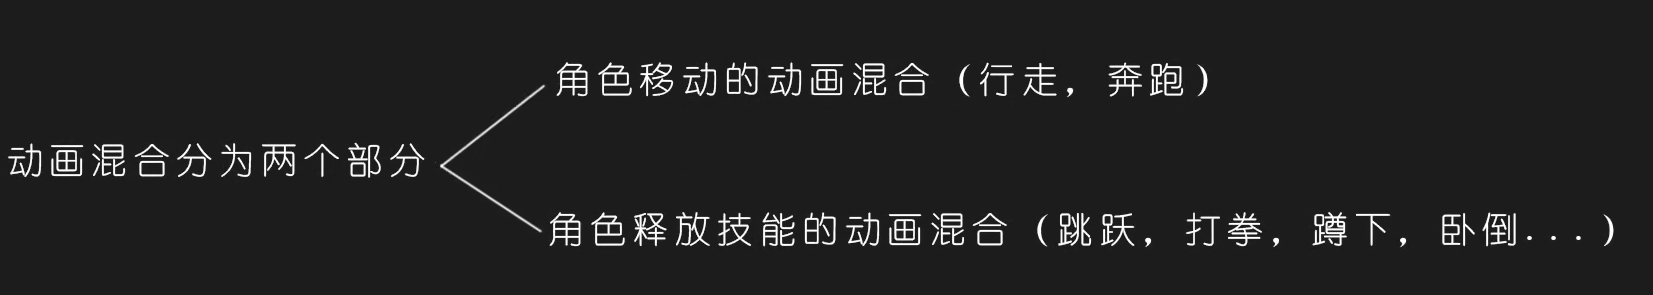 角色移动的动画混合（行走，奔跑）
动画混合分为两个部分
角色释放技能的动画混合（跳跃，打拳，蹲下，卧倒...）